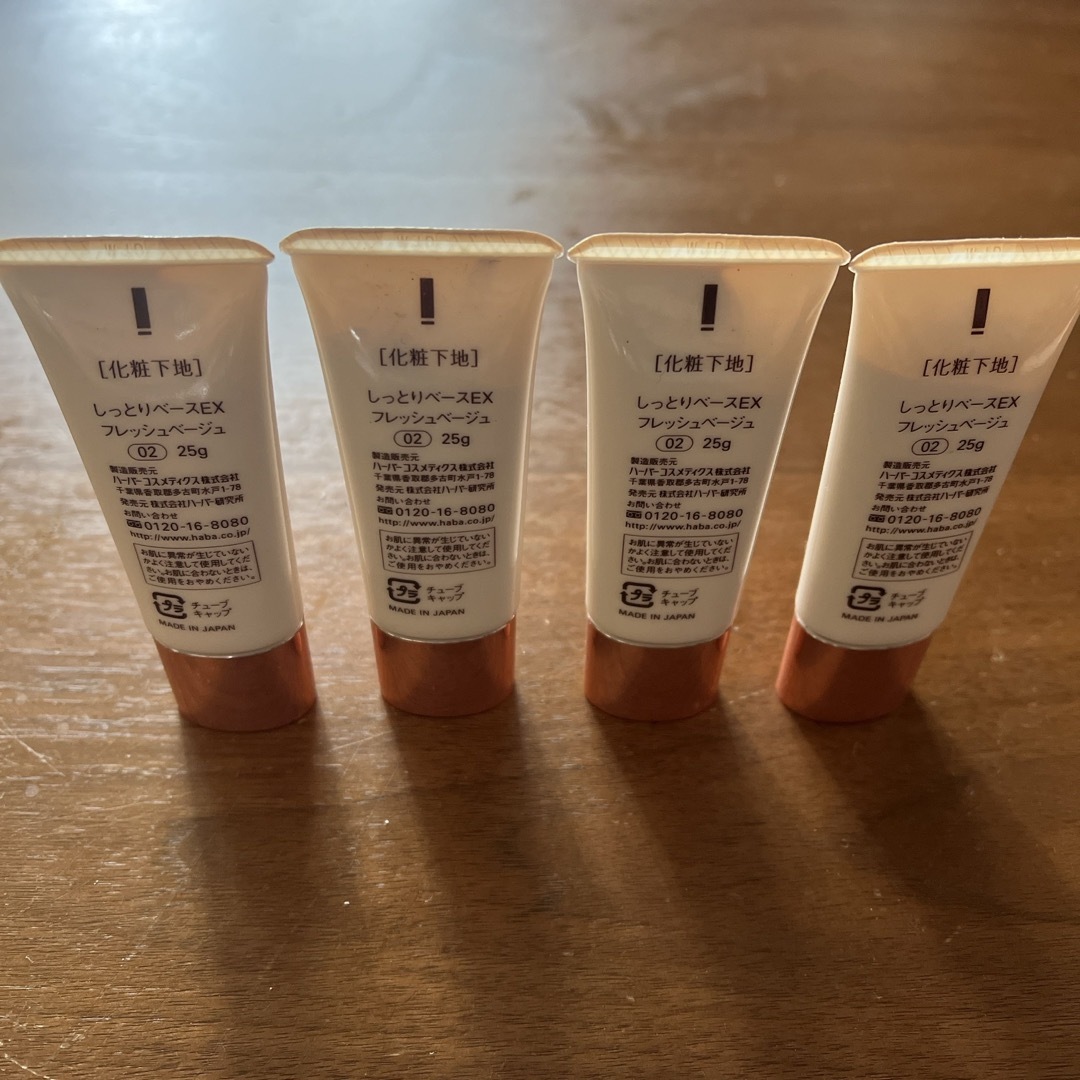 [化粧下地]
しっとりベースEX
フレッシュベージュ
02 25g
製造販売元
ハーバーコスメティクス株式会社
千葉県香取郡多古町水戸1-78
発売元 株式会社ハーバー研究所
お問い合わせ
0120-16-8080
http://www.haba.co.jp/
お肌に異常が生じていない
かよく注意して使用してくだ
さい。お肌に合わないときは、
ご使用をおやめください。
プラ チューブ
キャップ
MADE IN JAPAN
[化粧下地]
しっとりベースEX
フレッシュベージュ
02 25g
製造販売元
ハーバーコスメティクス株式会社
千葉県香取郡多古町水戸1-78
発売元 株式会社ハーバー研究所
お問い合わせ
0120-16-8080
http://www.haba.co.jp/
お肌に異常が生じていない
かよく注意して使用してくだ
さい。お肌に合わないときは、
ご使用をおやめください。
プラ チューブ
キャップ
MADE IN JAPAN
[化粧下地]
しっとりベースEX
フレッシュベージュ
02 25g
製造販売元
ハーバーコスメティクス株式会社
千葉県香取郡多古町水戸1-78
発売元 株式会社ハーバー研究所
お問い合わせ
0120-16-8080
http://www.haba.co.jp/
お肌に異常が生じていない
かよく注意して使用してくだ
さい。お肌に合わないときは、
ご使用をおやめください。
プラ チューブ
キャップ
MADE IN JAPAN
[化粧下地]
しっとりベースEX
フレッシュベージュ
02 25g
製造販売元
ハーバーコスメティクス株式会社
千葉県香取郡多古町水戸1-78
発売元 株式会社ハーバー研究所
お問い合わせ
0120-16-8080
http://www.haba.co.jp/
お肌に異常が生じていない
かよく注意して使用してくだ
さい。お肌に合わないときは、
ご使用をおやめください。
プラ チューブ
キャップ
MADE IN JAPAN